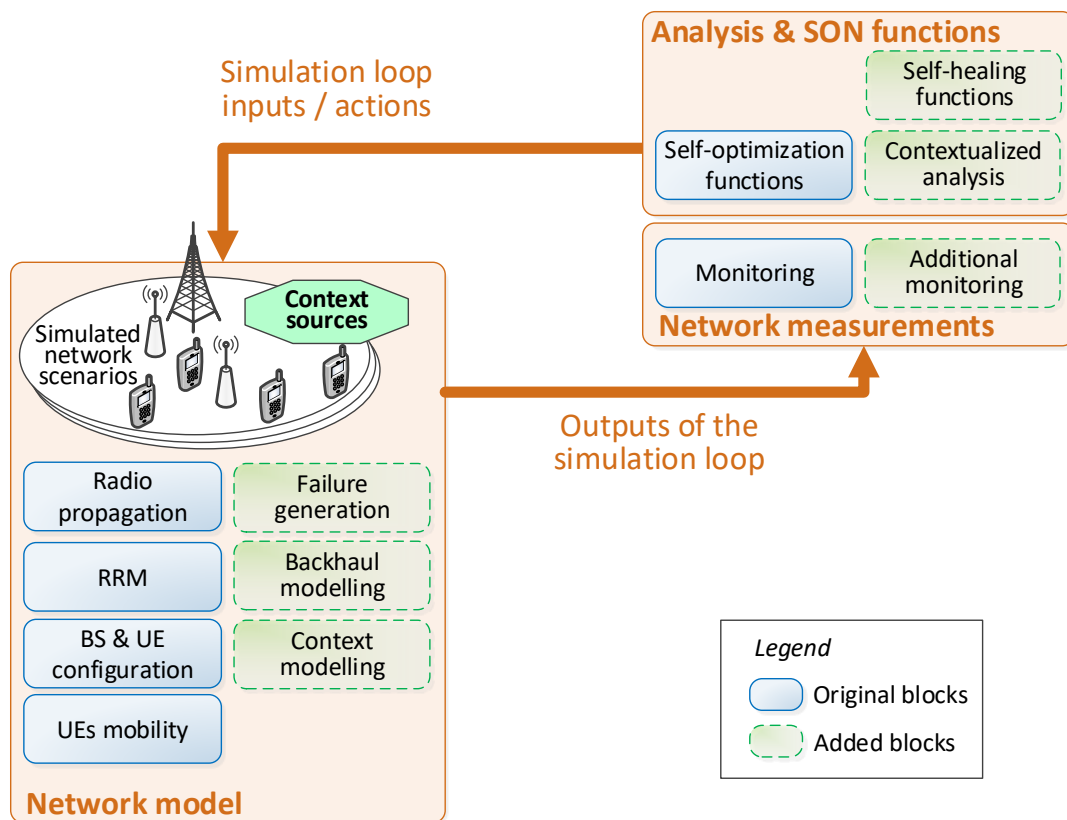 Analysis & SON functions
Self-healing
functions
Self-optimization
functions
Contextualized
analysis
Simulation loop
inputs / actions
Monitoring
Additional
monitoring
Network measurements
Context
sources
Simulated
network
scenarios
Outputs of the
simulation loop
Radio
propagation
Failure
generation
RRM
Backhaul
modelling
BS & UE
configuration
Context
modelling
UEs mobility
Network model
Legend
Original blocks
Added blocks